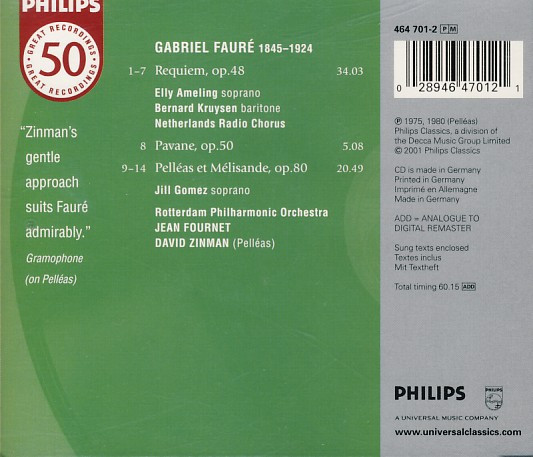 PHILIPS
GREAT RECORDINGS • GREAT RECORDINGS •
50
"Zinman's
gentle
approach
suits Fauré
admirably."
Gramophone
(on Pelléas)
GABRIEL FAURÉ 1845–1924
1–7 Requiem, op.48 34.03
Elly Ameling soprano
Bernard Kruysen baritone
Netherlands Radio Chorus
8 Pavane, op.50 5.08
9–14 Pelléas et Mélisande, op.80 20.49
Jill Gomez soprano
Rotterdam Philharmonic Orchestra
JEAN FOURNET
DAVID ZINMAN (Pelléas)
464 701-2 P M
0 28946 47012 1
℗ 1975, 1980 (Pelléas)
Philips Classics, a division of
the Decca Music Group Limited
© 2001 Philips Classics
CD is made in Germany
Printed in Germany
Imprimé en Allemagne
Made in Germany
ADD = ANALOGUE TO
DIGITAL REMASTER
Sung texts enclosed
Textes inclus
Mit Textheft
Total timing 60.15 ADD
PHILIPS
A UNIVERSAL MUSIC COMPANY
www.universalclassics.com